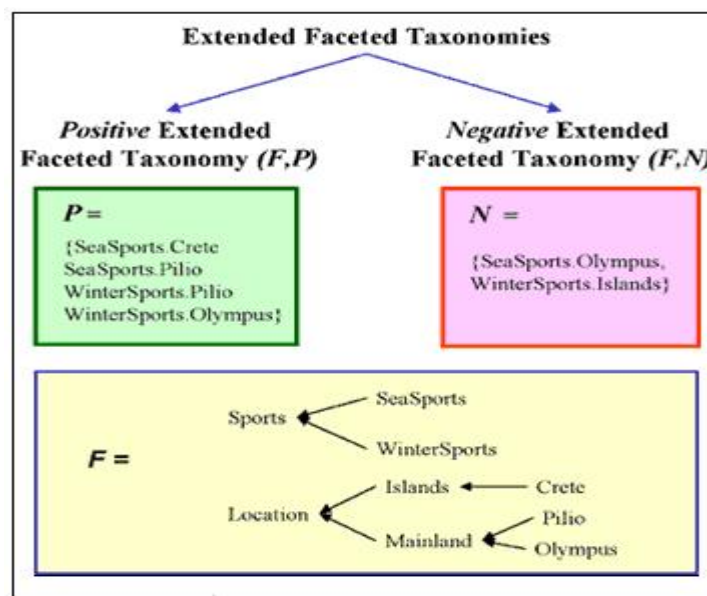 Extended Faceted Taxonomies
Positive Extended
Faceted Taxonomy (F,P)
Negative Extended
Faceted Taxonomy (F,N)
P =
{SeaSports.Crete
SeaSports.Pilio
WinterSports.Pilio
WinterSports.Olympus}
N =
{SeaSports.Olympus,
WinterSports.Islands}
F =
Sports
SeaSports
WinterSports
Location
Islands
Crete
Mainland
Pilio
Olympus